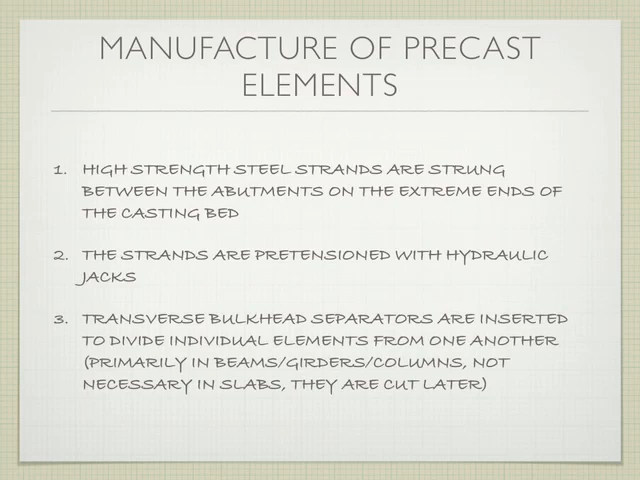 MANUFACTURE OF PRECAST
ELEMENTS
1. HIGH STRENGTH STEEL STRANDS ARE STRUNG
BETWEEN THE ABUTMENTS ON THE EXTREME ENDS OF
THE CASTING BED
2. THE STRANDS ARE PRETENSIONED WITH HYDRAULIC
JACKS
3. TRANSVERSE BULKHEAD SEPARATORS ARE INSERTED
TO DIVIDE INDIVIDUAL ELEMENTS FROM ONE ANOTHER
(PRIMARILY IN BEAMS/GIRDERS/COLUMNS, NOT
NECESSARY IN SLABS, THEY ARE CUT LATER)